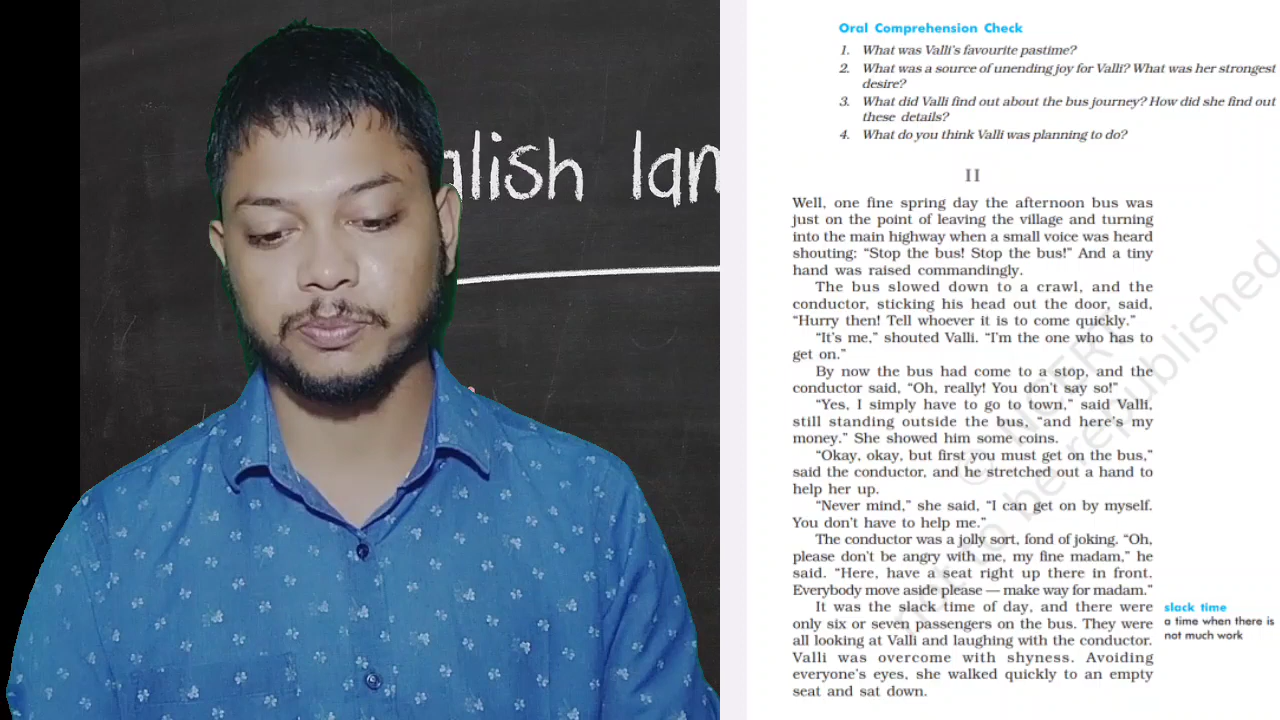 glish lan
Oral Comprehension Check
1. What was Valli's favourite pastime?
2. What was a source of unending joy for Valli? What was her strongest
desire?
3. What did Valli find out about the bus journey? How did she find out
these details?
4. What do you think Valli was planning to do?
II
Well, one fine spring day the afternoon bus was
just on the point of leaving the village and turning
into the main highway when a small voice was heard
shouting: “Stop the bus! Stop the bus!” And a tiny
hand was raised commandingly.
The bus slowed down to a crawl, and the
conductor, sticking his head out the door, said,
“Hurry then! Tell whoever it is to come quickly.”
“It's me,” shouted Valli. “I'm the one who has to
get on.”
By now the bus had come to a stop, and the
conductor said, “Oh, really! You don't say so!”
“Yes, I simply have to go to town,” said Valli,
still standing outside the bus, “and here's my
money.” She showed him some coins.
“Okay, okay, but first you must get on the bus,”
said the conductor, and he stretched out a hand to
help her up.
“Never mind,” she said, “I can get on by myself.
You don't have to help me.”
The conductor was a jolly sort, fond of joking. “Oh,
please don't be angry with me, my fine madam,” he
said. “Here, have a seat right up there in front.
Everybody move aside please — make way for madam.”
It was the slack time of day, and there were
only six or seven passengers on the bus. They were
all looking at Valli and laughing with the conductor.
Valli was overcome with shyness. Avoiding
everyone's eyes, she walked quickly to an empty
seat and sat down.
slack time
a time when there is
not much work
© NCERT
not to be republished